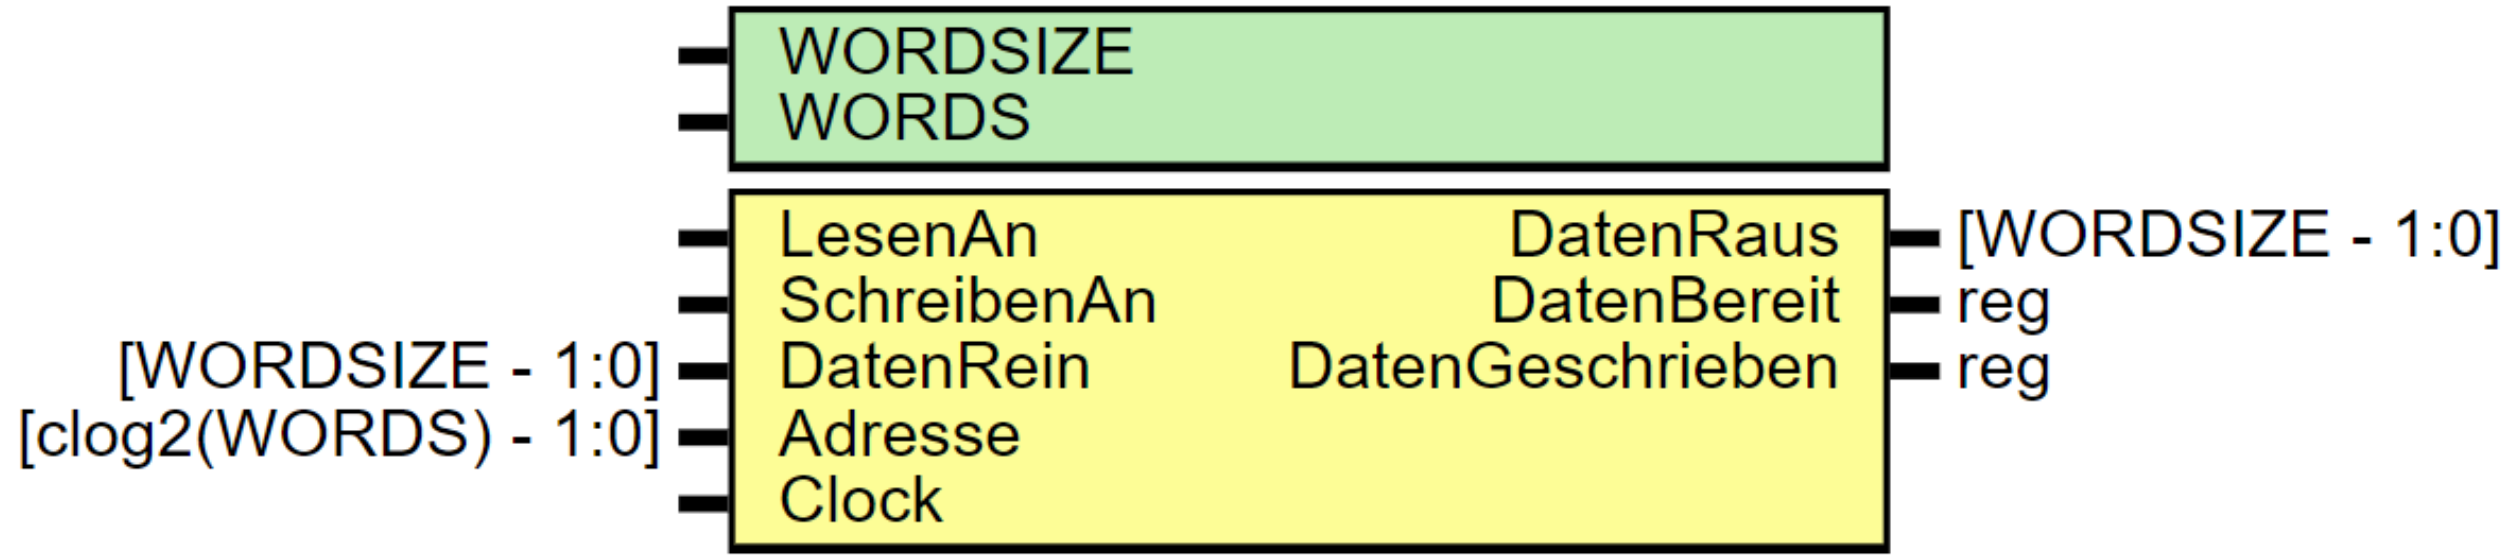 WORDSIZE
WORDS
LesenAn DatenRaus [WORDSIZE - 1:0]
SchreibenAn DatenBereit reg
[WORDSIZE - 1:0] DatenRein DatenGeschrieben reg
[clog2(WORDS) - 1:0] Adresse
Clock